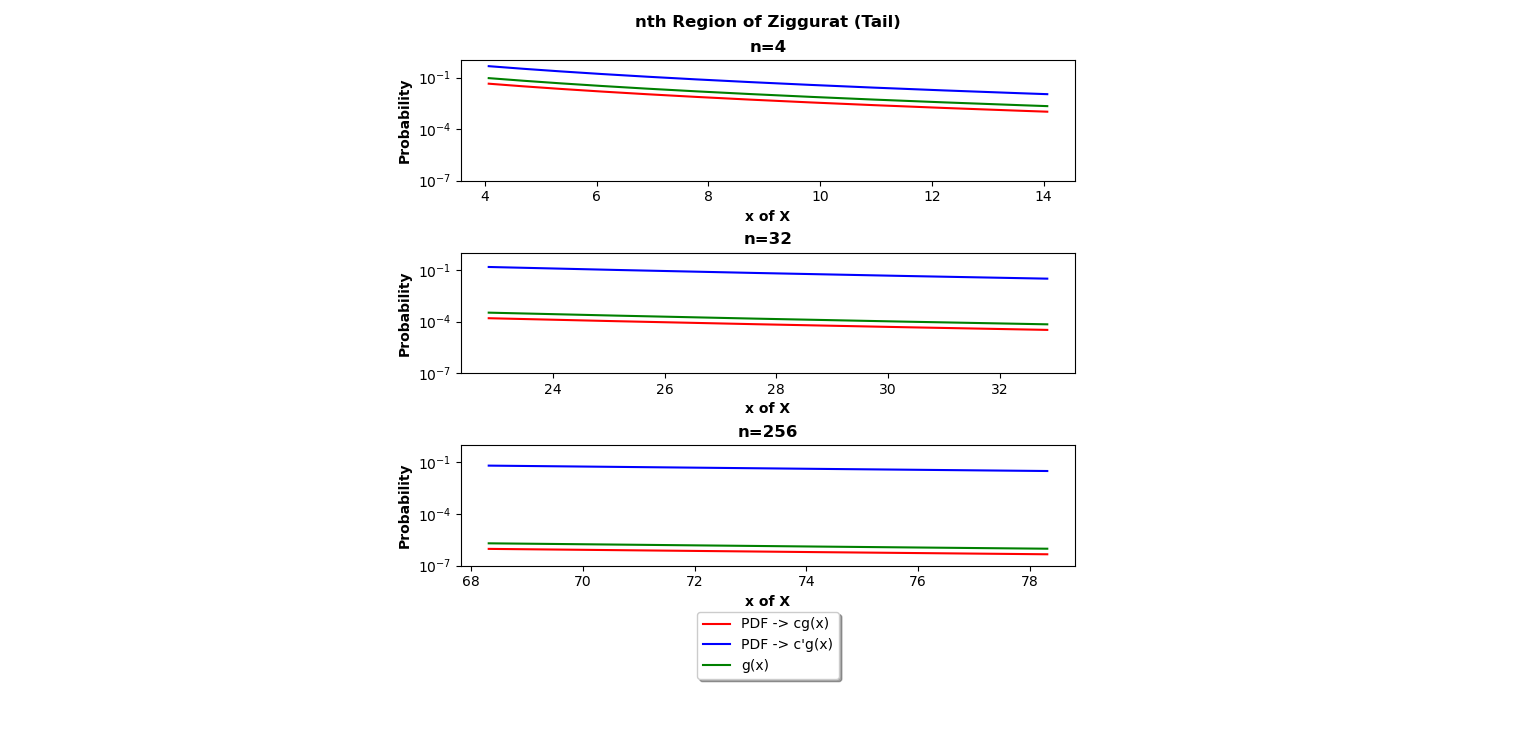 nth Region of Ziggurat (Tail)
n=4
Probability
10⁻¹
10⁻⁴
10⁻⁷
4 6 8 10 12 14
x of X
n=32
Probability
10⁻¹
10⁻⁴
10⁻⁷
24 26 28 30 32
x of X
n=256
Probability
10⁻¹
10⁻⁴
10⁻⁷
68 70 72 74 76 78
x of X
PDF -> cg(x)
PDF -> c'g(x)
g(x)